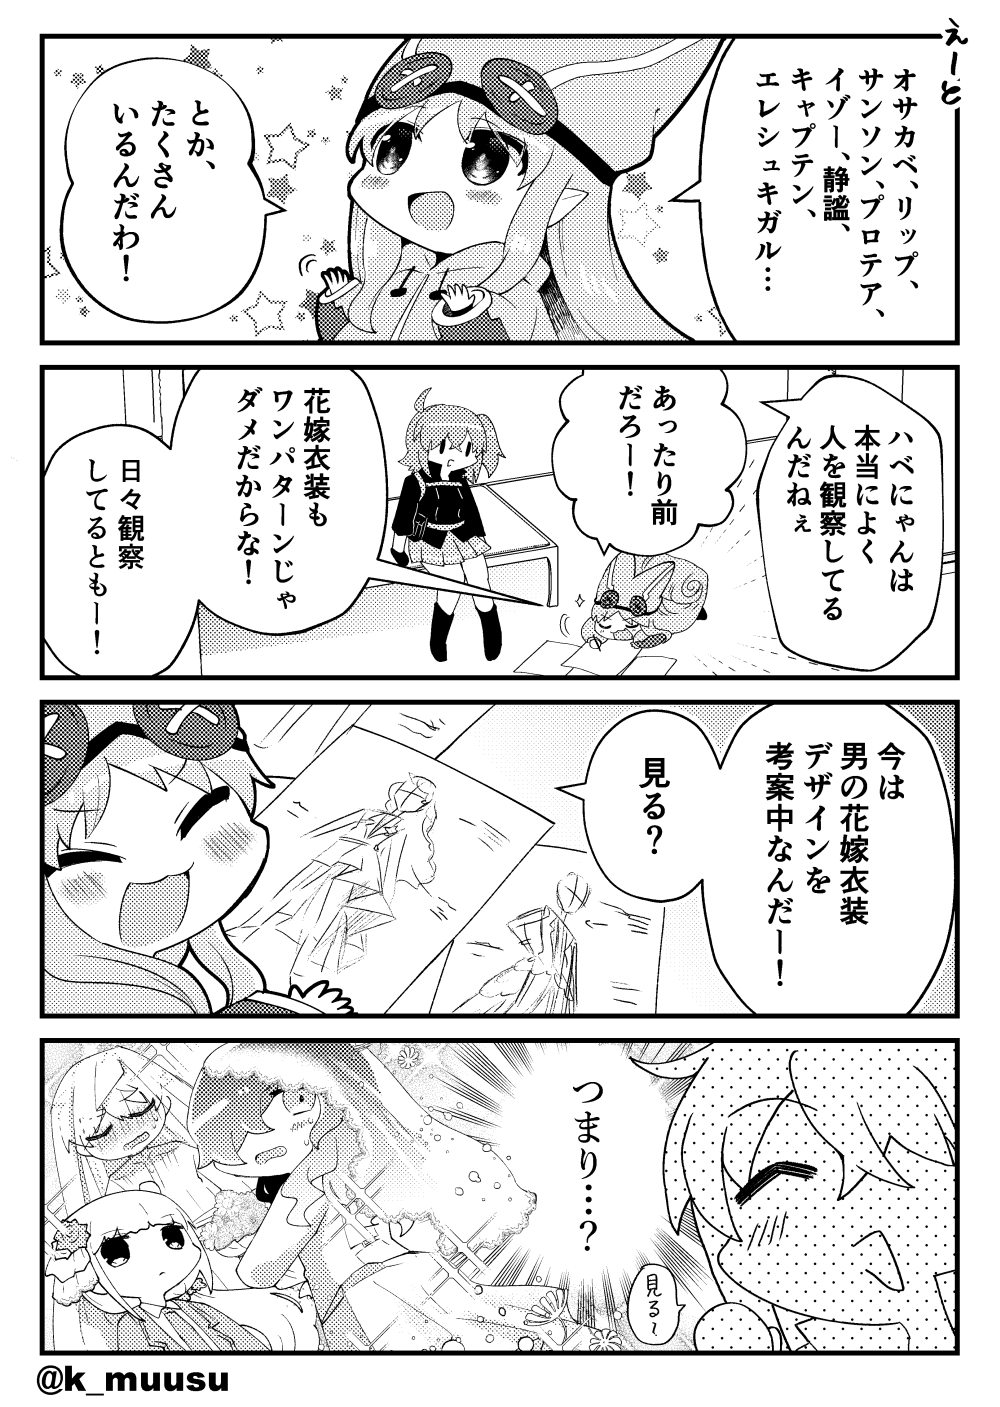 えーと
オサカベ、リップ、
サンソン、プロテア、
イゾー、静謐、
キャプテン、
エレシュキガル…
とか、
たくさん
いるんだわ！
ハベにゃんは
本当によく
人を観察してる
んだねぇ
あったり前
だろー！
花嫁衣装も
ワンパターンじゃ
ダメだからな！
日々観察
してるともー！
今は
男の花嫁衣装
デザインを
考案中なんだー！
見る？
つまり…？
見る～
@k_muusu